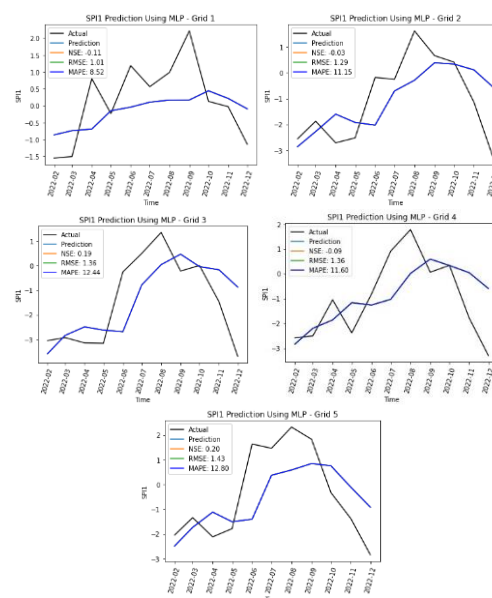 SPI1 Prediction Using MLP - Grid 1
Actual
Prediction
NSE: -0.11
RMSE: 1.01
MAPE: 8.52
2.0
1.5
1.0
0.5
0.0
-0.5
-1.0
-1.5
SPI1
2022-02
2022-03
2022-04
2022-05
2022-06
2022-07
2022-08
2022-09
2022-10
2022-11
2022-12
Time
SPI1 Prediction Using MLP - Grid 2
Actual
Prediction
NSE: -0.03
RMSE: 1.29
MAPE: 11.15
1
0
-1
-2
-3
SPI1
2022-02
2022-03
2022-04
2022-05
2022-06
2022-07
2022-08
2022-09
2022-10
2022-11
2022-12
Time
SPI1 Prediction Using MLP - Grid 3
Actual
Prediction
NSE: 0.19
RMSE: 1.36
MAPE: 12.44
1
0
-1
-2
-3
SPI1
2022-02
2022-03
2022-04
2022-05
2022-06
2022-07
2022-08
2022-09
2022-10
2022-11
2022-12
Time
SPI1 Prediction Using MLP - Grid 4
Actual
Prediction
NSE: -0.09
RMSE: 1.36
MAPE: 11.60
2
1
0
-1
-2
-3
SPI1
2022-02
2022-03
2022-04
2022-05
2022-06
2022-07
2022-08
2022-09
2022-10
2022-11
2022-12
Time
SPI1 Prediction Using MLP - Grid 5
Actual
Prediction
NSE: 0.20
RMSE: 1.43
MAPE: 12.80
2
1
0
-1
-2
-3
SPI1
2022-02
2022-03
2022-04
2022-05
2022-06
2022-07
2022-08
2022-09
2022-10
2022-11
2022-12